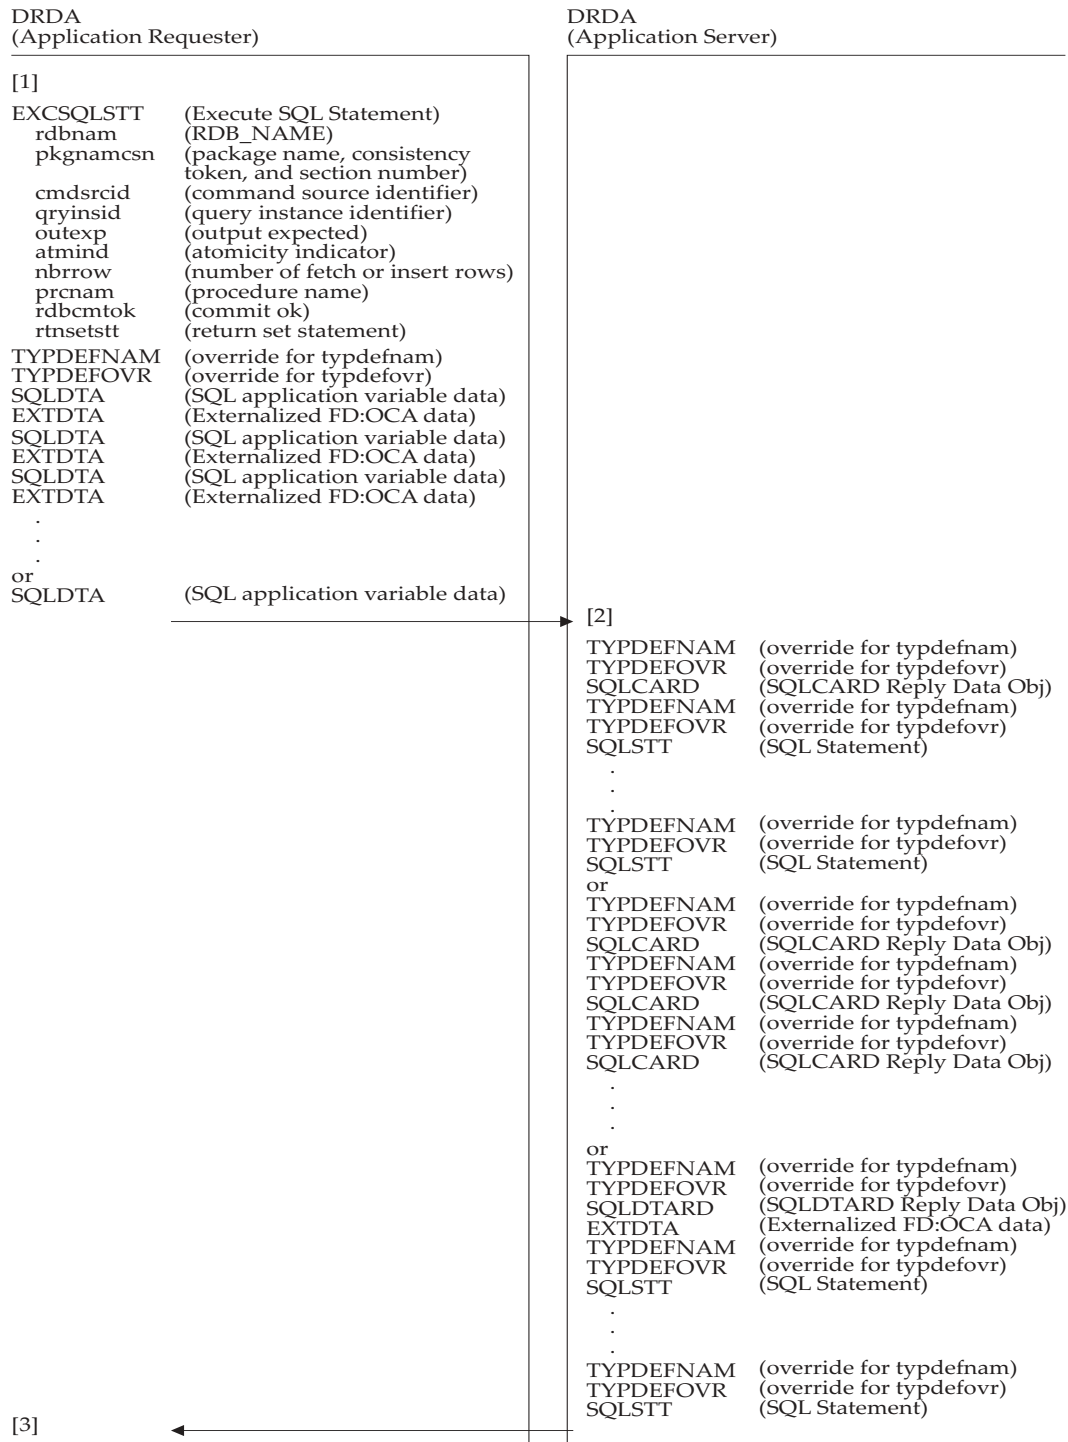 DRDA
(Application Requester)
DRDA
(Application Server)
[1]
EXCSQLSTT (Execute SQL Statement)
rdbnam (RDB_NAME)
pkgnamcsn (package name, consistency
token, and section number)
cmdsrcid (command source identifier)
qryinsid (query instance identifier)
outexp (output expected)
atmind (atomicity indicator)
nbrrow (number of fetch or insert rows)
prcnam (procedure name)
rdbcmtok (commit ok)
rtnsetstt (return set statement)
TYPDEFNAM (override for typdefnam)
TYPDEFOVR (override for typdefovr)
SQLDTA (SQL application variable data)
EXTDTA (Externalized FD:OCA data)
SQLDTA (SQL application variable data)
EXTDTA (Externalized FD:OCA data)
SQLDTA (SQL application variable data)
EXTDTA (Externalized FD:OCA data)
.
.
.
or
SQLDTA (SQL application variable data)
[2]
TYPDEFNAM (override for typdefnam)
TYPDEFOVR (override for typdefovr)
SQLCARD (SQLCARD Reply Data Obj)
TYPDEFNAM (override for typdefnam)
TYPDEFOVR (override for typdefovr)
SQLSTT (SQL Statement)
.
.
.
TYPDEFNAM (override for typdefnam)
TYPDEFOVR (override for typdefovr)
SQLSTT (SQL Statement)
or
TYPDEFNAM (override for typdefnam)
TYPDEFOVR (override for typdefovr)
SQLCARD (SQLCARD Reply Data Obj)
TYPDEFNAM (override for typdefnam)
TYPDEFOVR (override for typdefovr)
SQLCARD (SQLCARD Reply Data Obj)
TYPDEFNAM (override for typdefnam)
TYPDEFOVR (override for typdefovr)
SQLCARD (SQLCARD Reply Data Obj)
.
.
.
or
TYPDEFNAM (override for typdefnam)
TYPDEFOVR (override for typdefovr)
SQLDTARD (SQLDTARD Reply Data Obj)
EXTDTA (Externalized FD:OCA data)
TYPDEFNAM (override for typdefnam)
TYPDEFOVR (override for typdefovr)
SQLSTT (SQL Statement)
.
.
.
TYPDEFNAM (override for typdefnam)
TYPDEFOVR (override for typdefovr)
SQLSTT (SQL Statement)
[3]